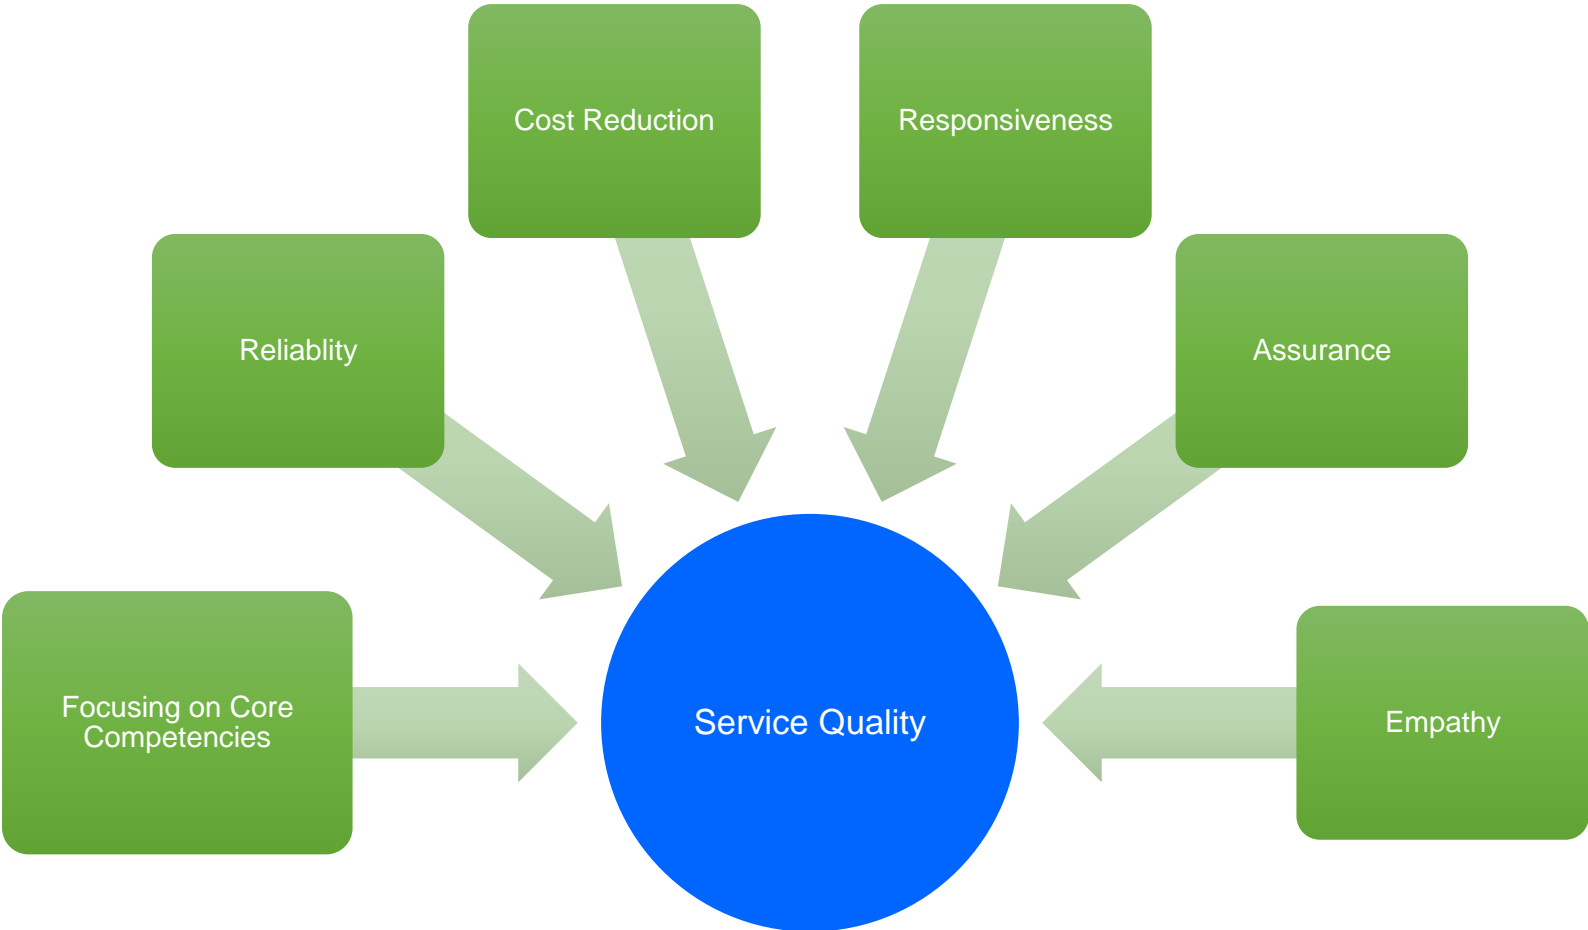 Cost Reduction
Responsiveness
Reliablity
Assurance
Focusing on Core
Competencies
Service Quality
Empathy